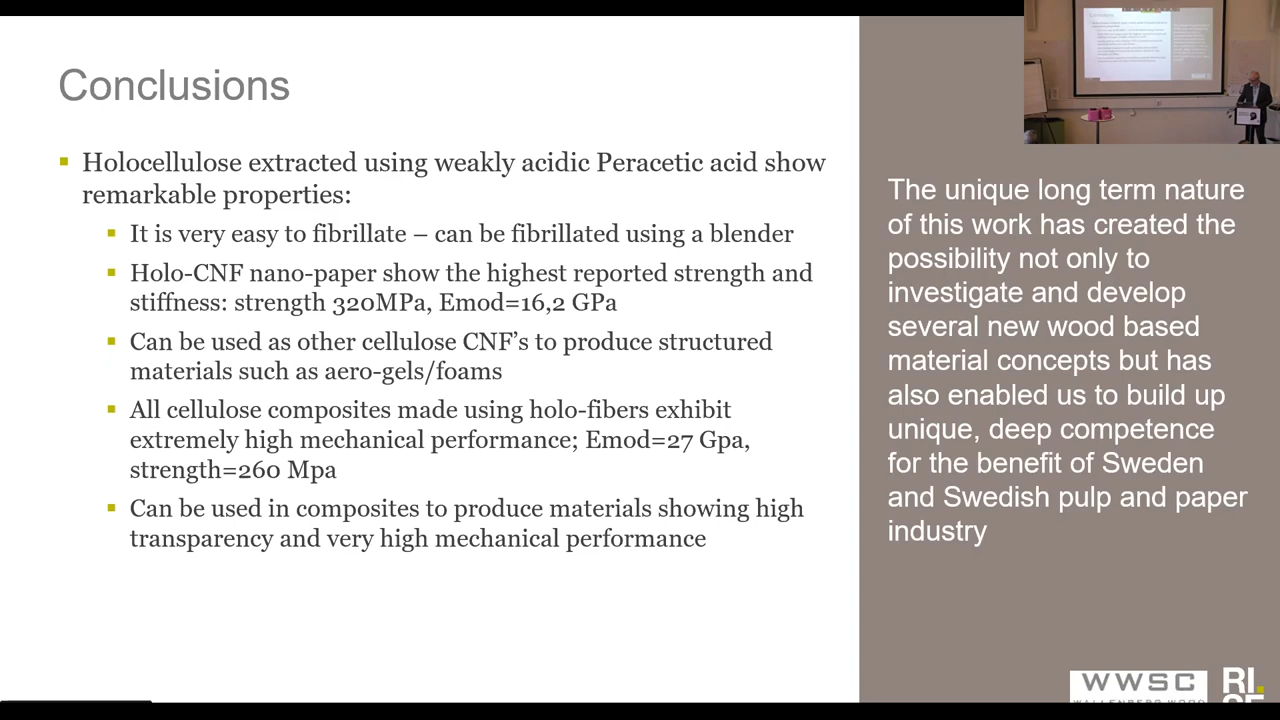 Conclusions
Holocellulose extracted using weakly acidic Peracetic acid show
remarkable properties:
It is very easy to fibrillate – can be fibrillated using a blender
Holo-CNF nano-paper show the highest reported strength and
stiffness: strength 320MPa, Emod=16,2 GPa
Can be used as other cellulose CNF's to produce structured
materials such as aero-gels/foams
All cellulose composites made using holo-fibers exhibit
extremely high mechanical performance; Emod=27 Gpa,
strength=260 Mpa
Can be used in composites to produce materials showing high
transparency and very high mechanical performance
The unique long term nature
of this work has created the
possibility not only to
investigate and develop
several new wood based
material concepts but has
also enabled us to build up
unique, deep competence
for the benefit of Sweden
and Swedish pulp and paper
industry
WWSC
WALLENBERG WOOD
RI.
SE